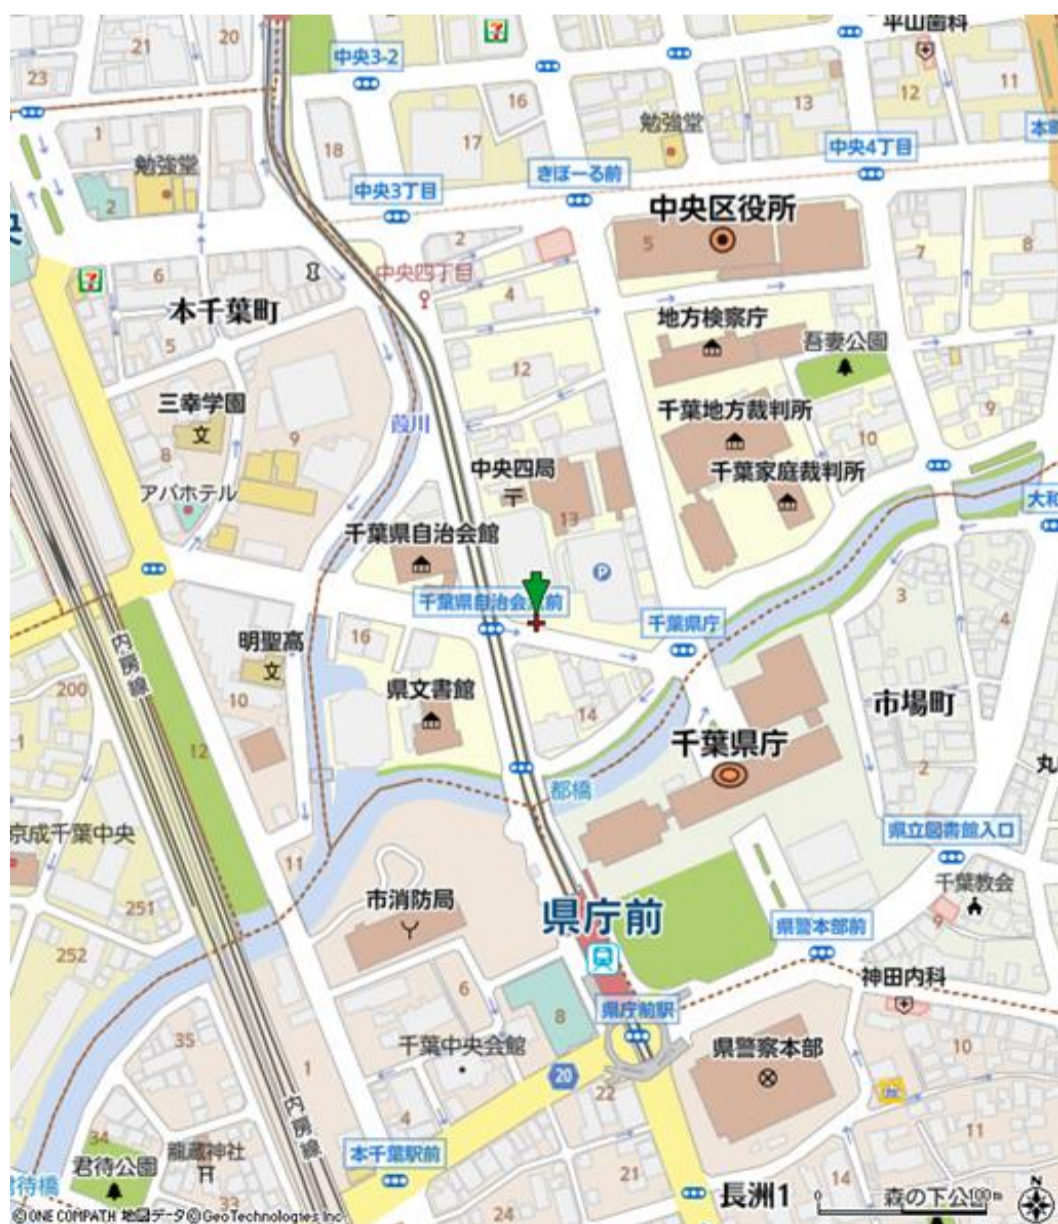 平山歯科
21
20
中央3-2
7
23
16
12
11
13
1
勉強堂
17
勉強堂
18
中央4丁目
きぼーる前
中央3丁目
2
中央区役所
5
2
7
8
6
7
中央四丁目
4
本千葉町
地方検察庁
吾妻公園
5
12
三幸学園
千葉地方裁判所
9
葭川
9
8
中央四局
千葉家庭裁判所
10
アパホテル
13
千葉県自治会館
P
千葉県自治会
前
3
千葉県庁
4
16
明聖高
内房線
県文書館
200
10
市場町
14
12
千葉県庁
1
2
都橋
京成千葉中央
県立図書館入口
11
千葉教会
市消防局
251
県庁前
9
県警本部前
252
神田内科
6
8
県庁前駅
35
千葉中央会館
県警察本部
10
1
20
22
4
内房線
11
34
龍蔵神社
本千葉駅前
君待公園
21
14
君待橋
33
長洲1
0
森の下公
100m
N
24
©ONE COMPATH 地図データ©GeoTechnologies Inc.